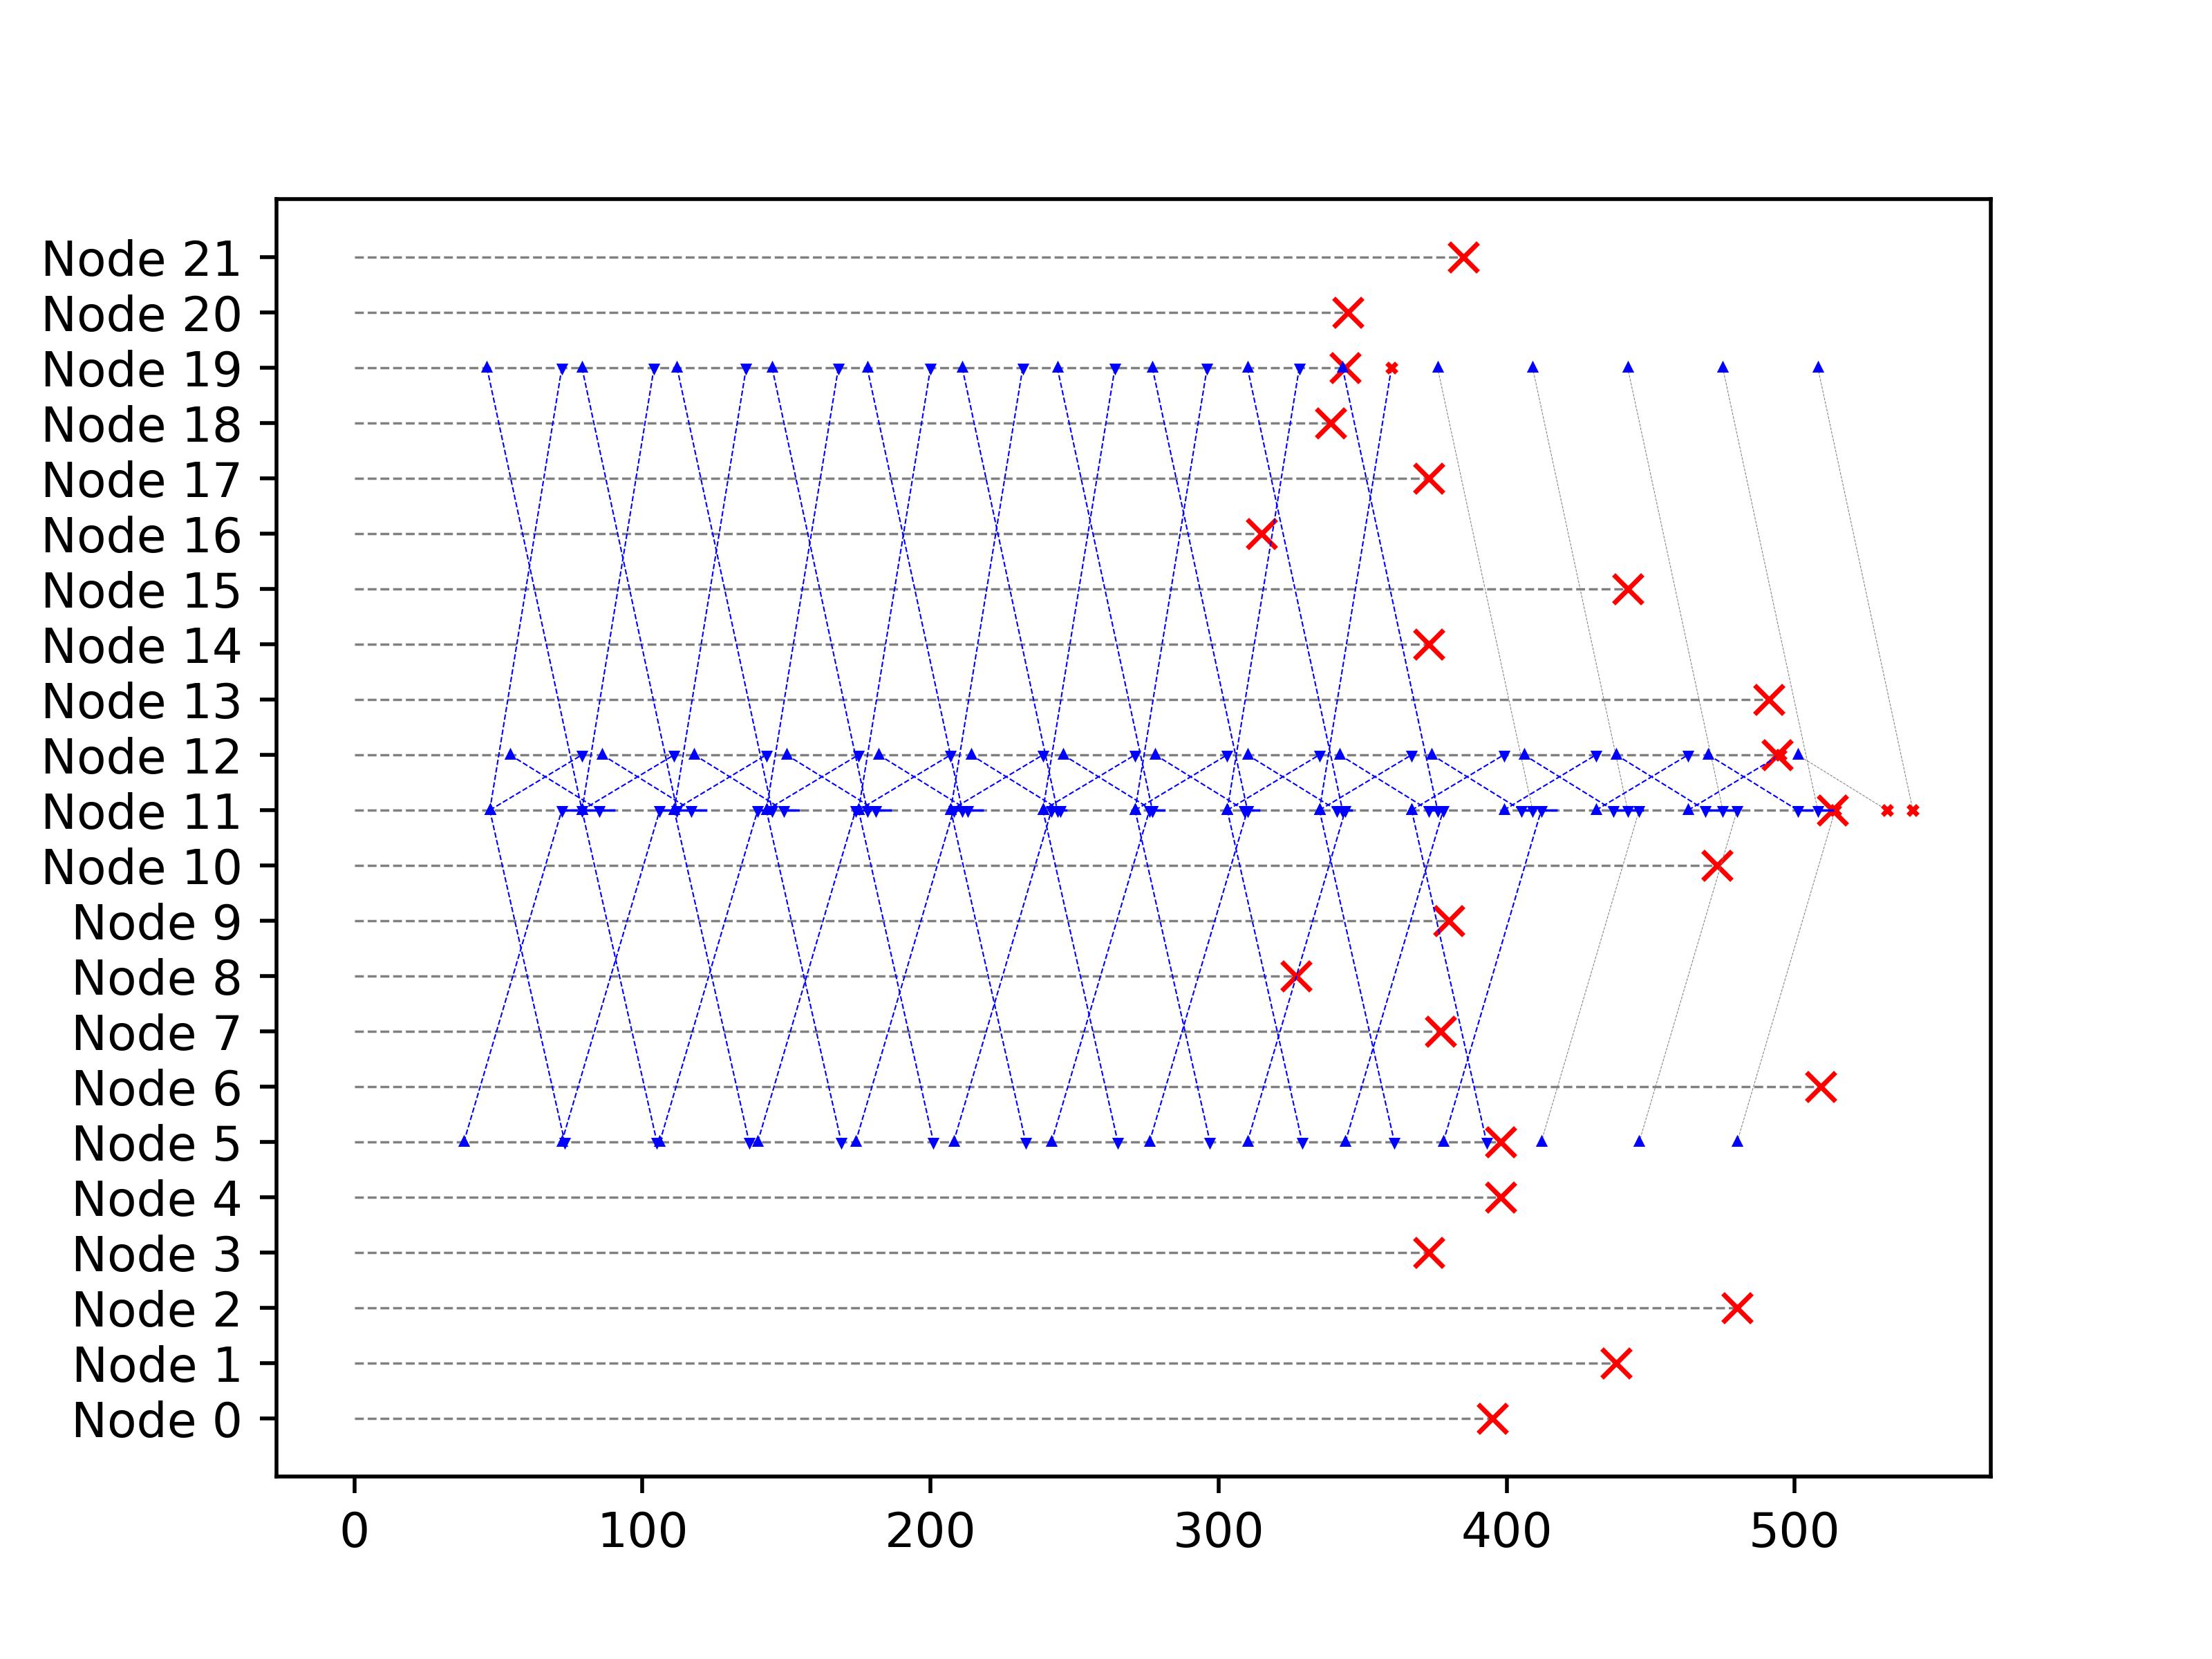 Node 21
Node 20
Node 19
Node 18
Node 17
Node 16
Node 15
Node 14
Node 13
Node 12
Node 11
Node 10
Node 9
Node 8
Node 7
Node 6
Node 5
Node 4
Node 3
Node 2
Node 1
Node 0
0 100 200 300 400 500